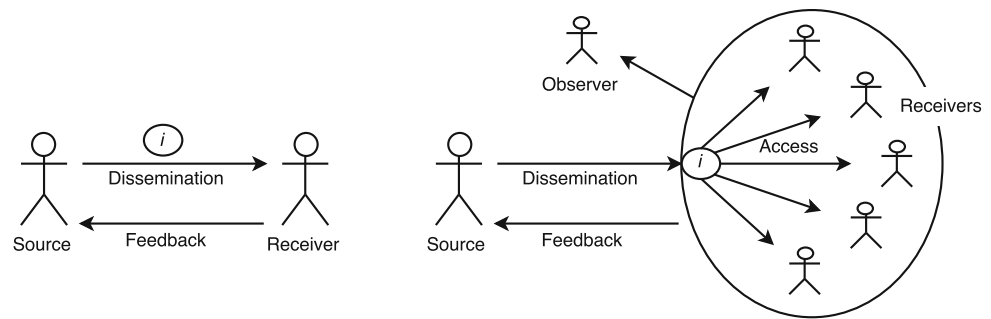 i
Dissemination
Feedback
Source
Receiver
Observer
Receivers
Access
i
Dissemination
Feedback
Source